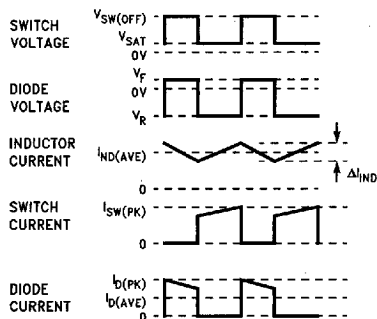 SWITCH VOLTAGE
VSW(OFF)
VSAT
0V
DIODE VOLTAGE
VF
0V
VR
INDUCTOR CURRENT
IIND(AVE)
ΔIIND
0
SWITCH CURRENT
ISW(PK)
0
DIODE CURRENT
ID(PK)
ID(AVE)
0